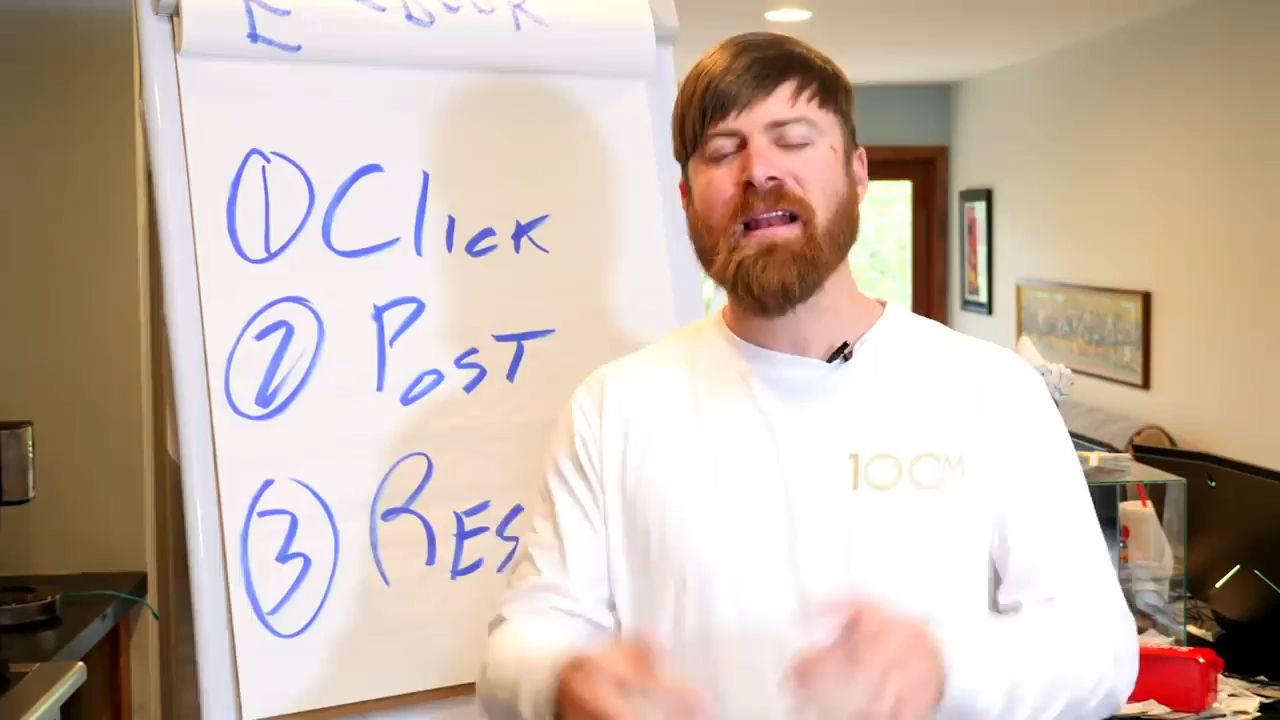 ① Click
② Post
③ Res
100M